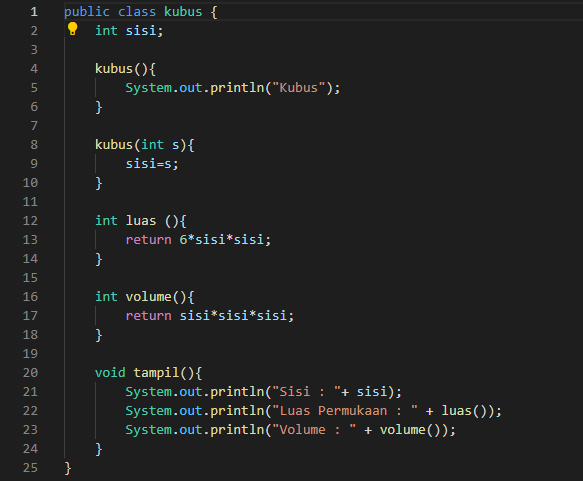 1 public class kubus {
2     int sisi;
3
4     kubus(){
5         System.out.println("Kubus");
6     }
7
8     kubus(int s){
9         sisi=s;
10     }
11
12     int luas (){
13         return 6*sisi*sisi;
14     }
15
16     int volume(){
17         return sisi*sisi*sisi;
18     }
19
20     void tampil(){
21         System.out.println("Sisi : "+ sisi);
22         System.out.println("Luas Permukaan : " + luas());
23         System.out.println("Volume : " + volume());
24     }
25 }